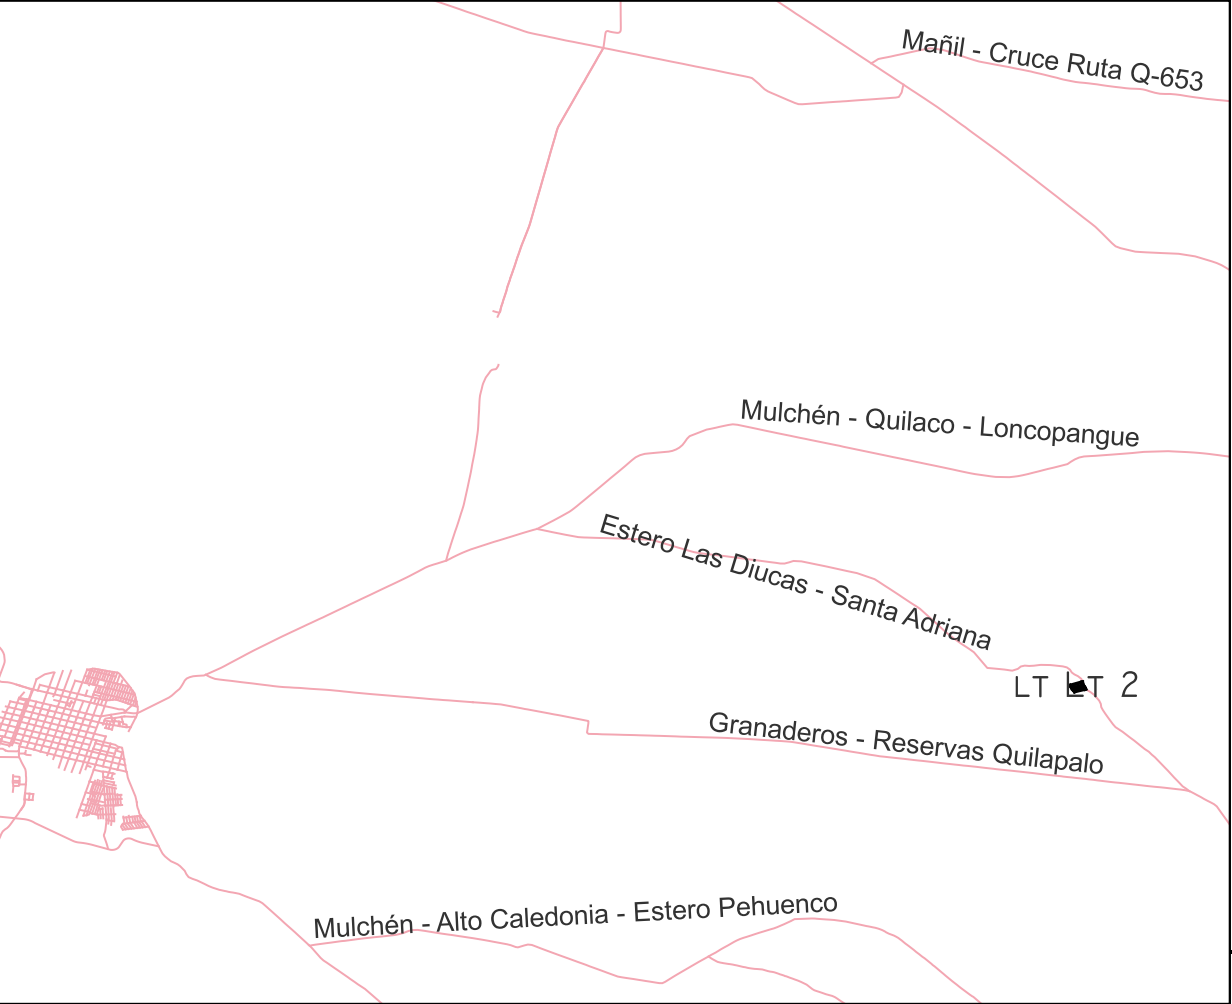 Mañil - Cruce Ruta Q-653
Mulchén - Quilaco - Loncopangue
Estero Las Diucas - Santa Adriana
LT LT 2
Granaderos - Reservas Quilapalo
Mulchén - Alto Caledonia - Estero Pehuenco